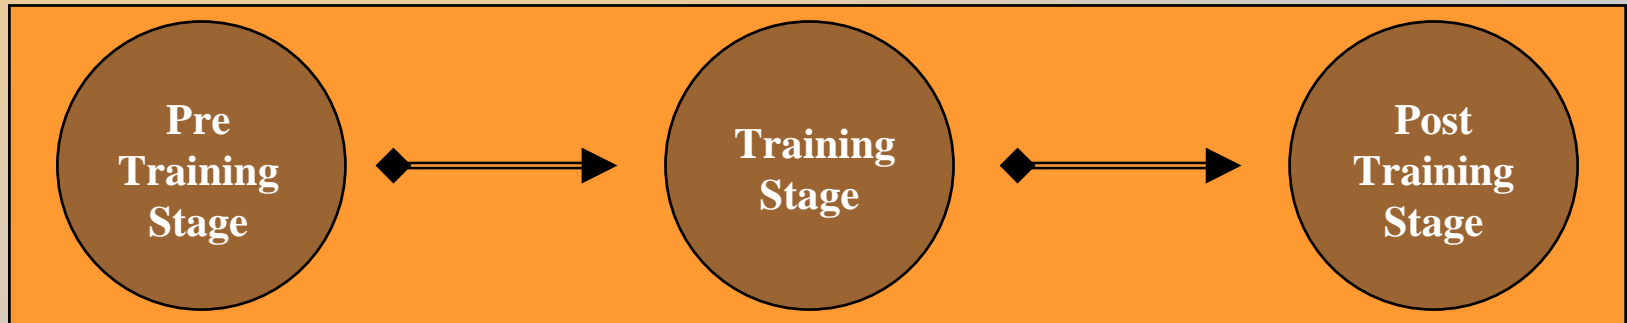 Pre
Training
Stage
Training
Stage
Post
Training
Stage